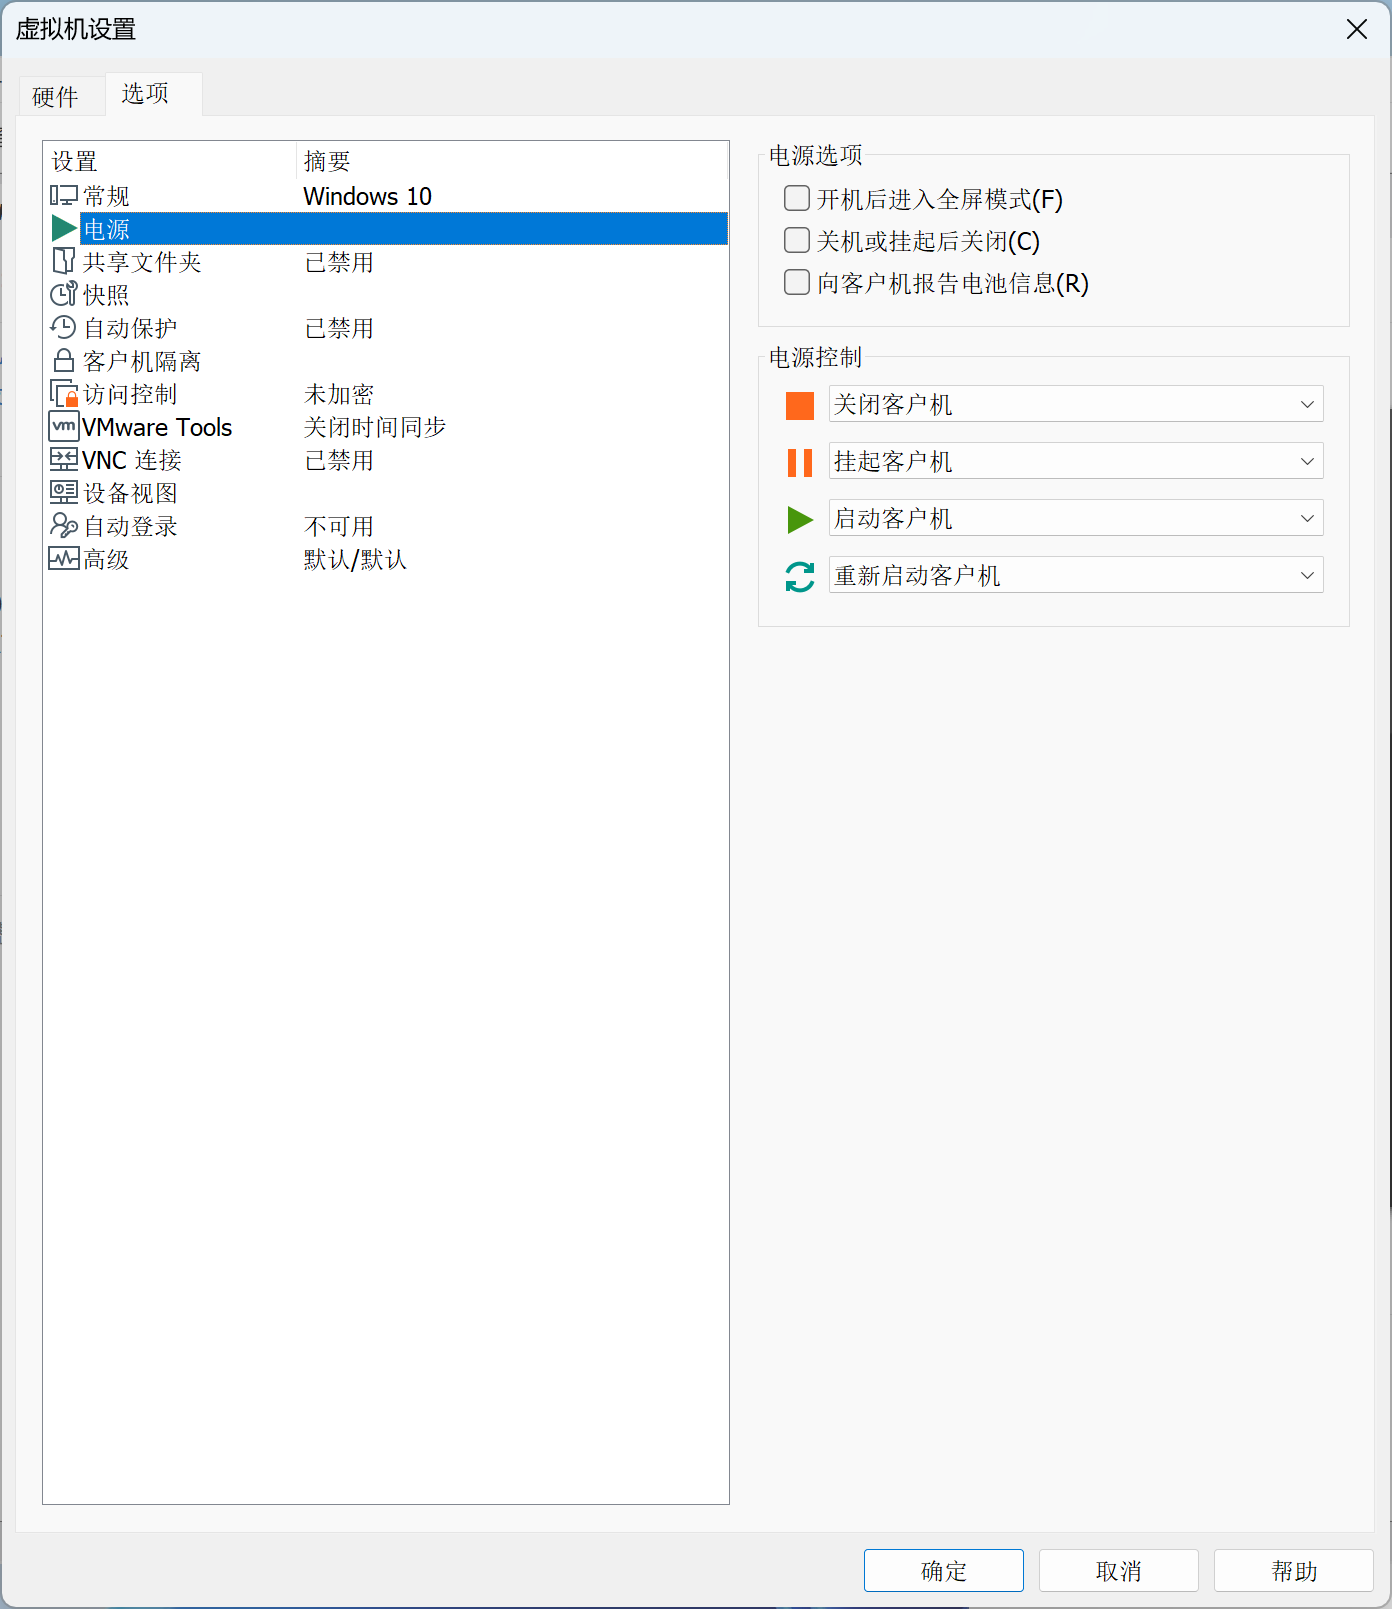 虚拟机设置
硬件
选项
设置 摘要
常规 Windows 10
电源
共享文件夹 已禁用
快照
自动保护 已禁用
客户机隔离
访问控制 未加密
vm VMware Tools 关闭时间同步
VNC 连接 已禁用
设备视图
自动登录 不可用
高级 默认/默认
电源选项
开机后进入全屏模式(F)
关机或挂起后关闭(C)
向客户机报告电池信息(R)
电源控制
关闭客户机
挂起客户机
启动客户机
重新启动客户机
确定 取消 帮助